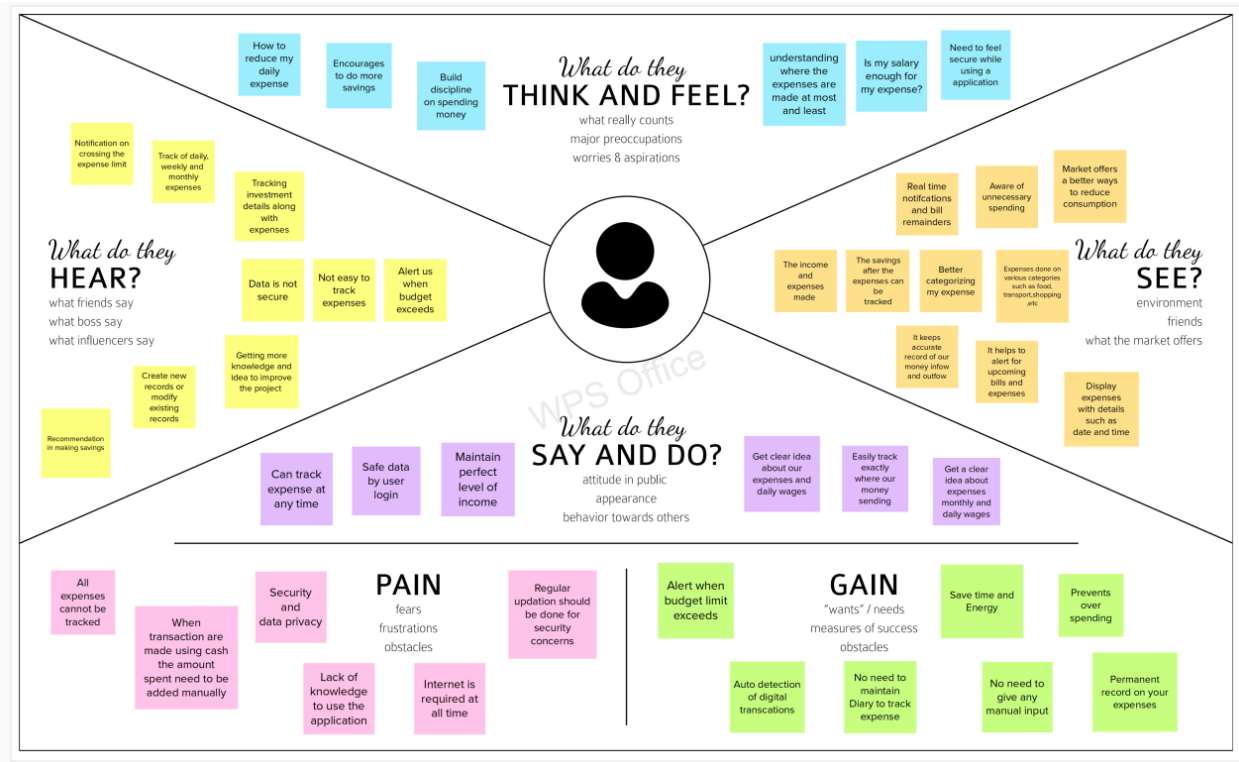 How to
reduce my
daily
expense
Encourages
to do more
savings
Build
discipline
on spending
money
What do they
THINK AND FEEL?
what really counts
major preoccupations
worries & aspirations
understanding
where the
expenses are
made at most
and least
Is my salary
enough for
my expense?
Need to feel
secure while
using a
application
Notification on
crossing the
expense limit
Track of daily,
weekly and
monthly
expenses
Tracking
investment
details along
with
expenses
What do they
HEAR?
what friends say
what boss say
what influencers say
Data is not
secure
Not easy to
track
expenses
Alert us
when
budget
exceeds
Getting more
knowledge and
idea to improve
the project
Create new
records or
modify
existing
records
Recommendation
in making savings
Real time
notifcations
and bill
remainders
Aware of
unnecessary
spending
Market offers
a better ways
to reduce
consumption
What do they
SEE?
environment
friends
what the market offers
The income
and
expenses
made
The savings
after the
expenses can
be
tracked
Better
categorizing
my expense
Expenses done on
various categories
such as food,
transport,shopping
,etc
It keeps
accurate
record of our
money infow
and outfow
It helps to
alert for
upcoming
bills and
expenses
Display
expenses
with details
such as
date and time
WPS Office
What do they
SAY AND DO?
attitude in public
appearance
behavior towards others
Can track
expense at
any time
Safe data
by user
login
Maintain
perfect
level of
income
Get clear idea
about our
expenses and
daily wages
Easily track
exactly
where our
money
sending
Get a clear
idea about
expenses
monthly and
daily wages
PAIN
fears
frustrations
obstacles
All
expenses
cannot be
tracked
When
transaction are
made using cash
the amount
spent need to be
added manually
Security
and
data privacy
Lack of
knowledge
to use the
application
Internet is
required at
all time
Regular
updation should
be done for
security
concerns
GAIN
"wants" / needs
measures of success
obstacles
Alert when
budget limit
exceeds
Save time and
Energy
Prevents
over
spending
Auto detection
of digital
transcations
No need to
maintain
Diary to track
expense
No need to
give any
manual input
Permanent
record on your
expenses